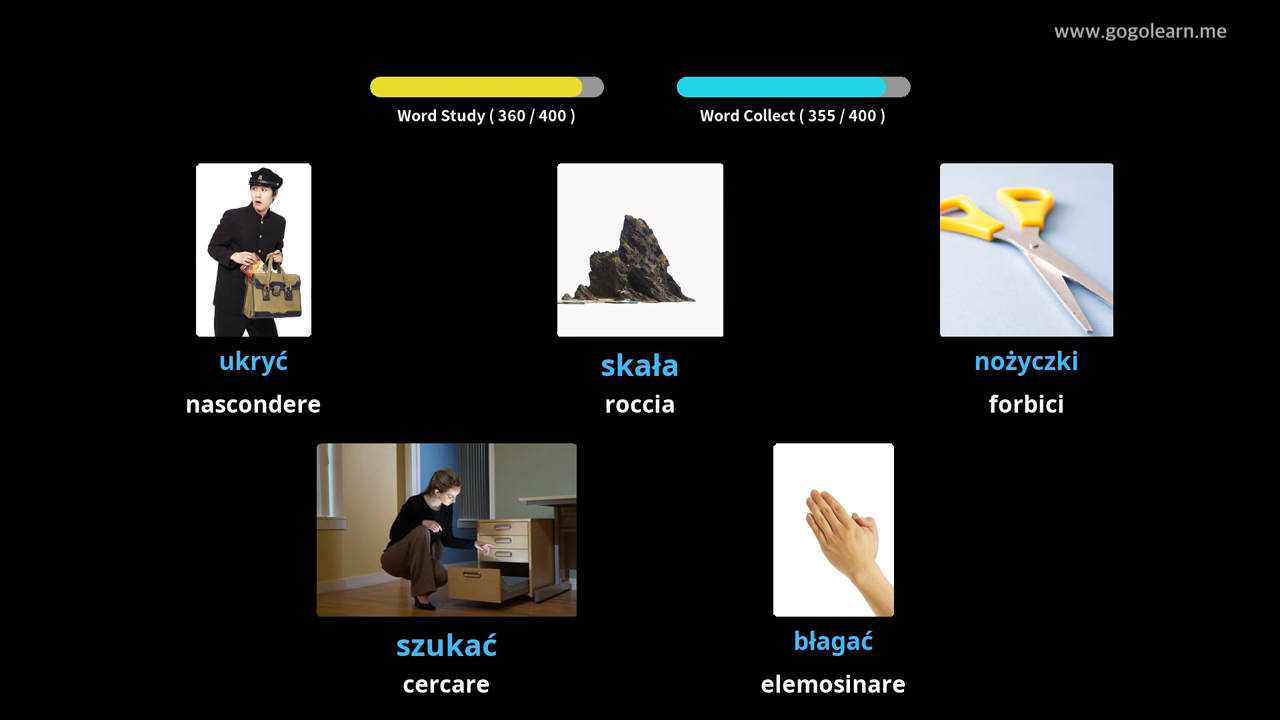 www.gogolearn.me
Word Study ( 360 / 400 )
Word Collect ( 355 / 400 )
ukryć
nascondere
skała
roccia
nożyczki
forbici
szukać
cercare
błagać
elemosinare